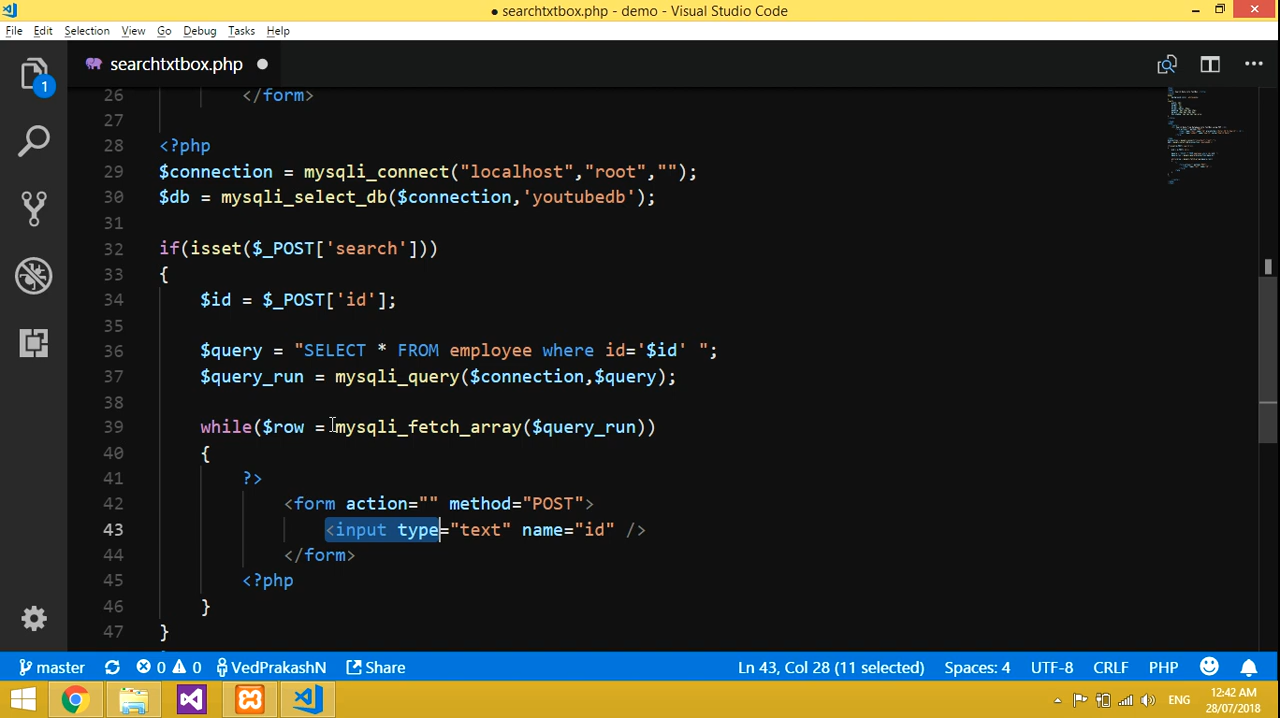 ● searchtxtbox.php - demo - Visual Studio Code
File Edit Selection View Go Debug Tasks Help
1
searchtxtbox.php ●
26 </form>
27
28 <?php
29 $connection = mysqli_connect("localhost","root","");
30 $db = mysqli_select_db($connection,'youtubedb');
31
32 if(isset($_POST['search']))
33 {
34 $id = $_POST['id'];
35
36 $query = "SELECT * FROM employee where id='$id' ";
37 $query_run = mysqli_query($connection,$query);
38
39 while($row = mysqli_fetch_array($query_run))
40 {
41 ?>
42 <form action="" method="POST">
43 <input type="text" name="id" />
44 </form>
45 <?php
46 }
47 }
master 0 0 VedPrakashN Share Ln 43, Col 28 (11 selected) Spaces: 4 UTF-8 CRLF PHP
ENG 12:42 AM
28/07/2018